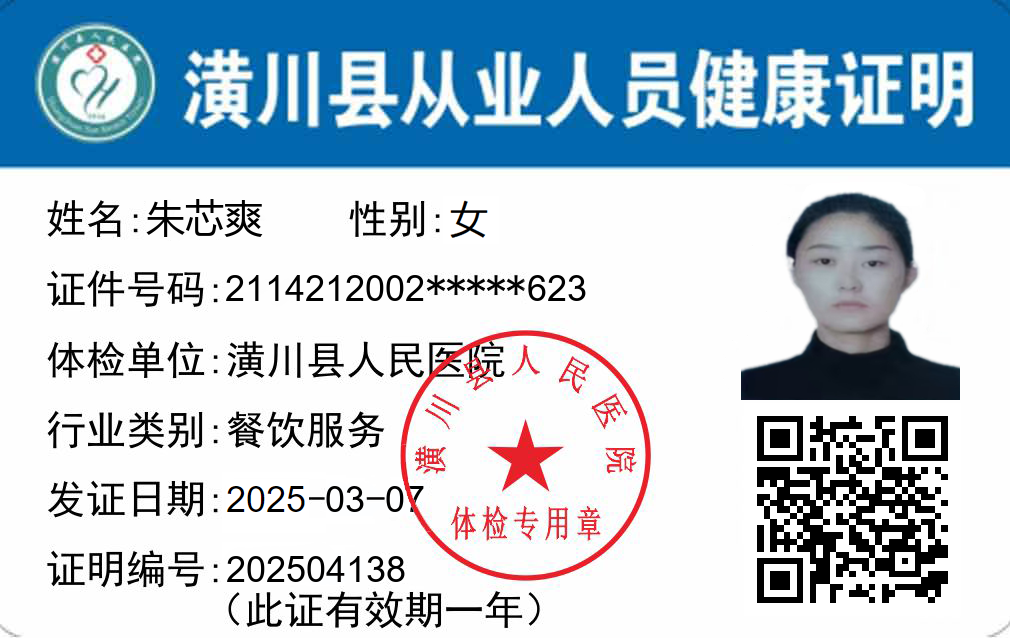 潢川县从业人员健康证明
姓名:朱芯爽 性别:女
证件号码:2114212002*****623
体检单位:潢川县人民医院
行业类别:餐饮服务
发证日期:2025-03-07
证明编号:202504138
（此证有效期一年）
潢川县人民医院
体检专用章